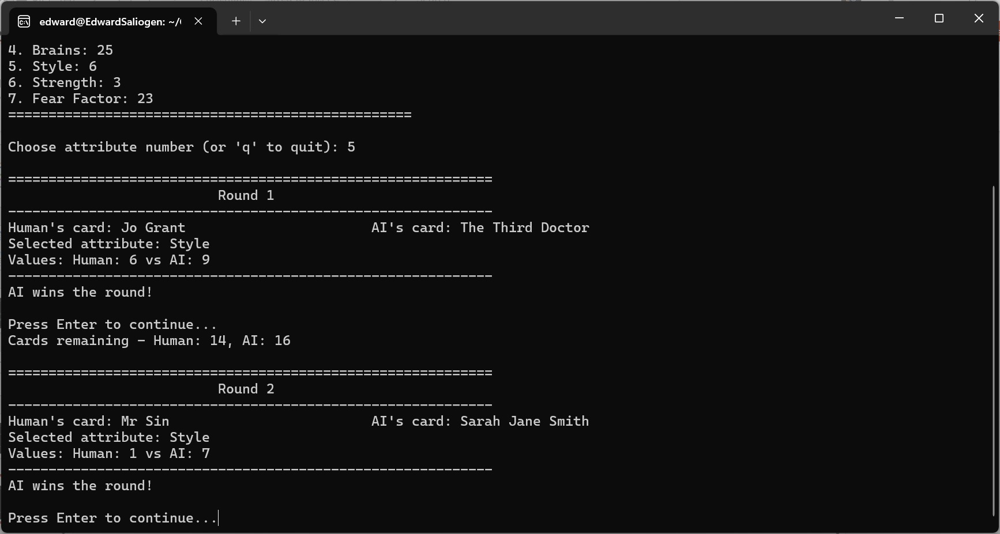 edward@EdwardSaliogen: ~/
4. Brains: 25
5. Style: 6
6. Strength: 3
7. Fear Factor: 23
==================================================
Choose attribute number (or 'q' to quit): 5
============================================================
Round 1
------------------------------------------------------------
Human's card: Jo Grant                       AI's card: The Third Doctor
Selected attribute: Style
Values: Human: 6 vs AI: 9
------------------------------------------------------------
AI wins the round!
Press Enter to continue...
Cards remaining - Human: 14, AI: 16
============================================================
Round 2
------------------------------------------------------------
Human's card: Mr Sin                         AI's card: Sarah Jane Smith
Selected attribute: Style
Values: Human: 1 vs AI: 7
------------------------------------------------------------
AI wins the round!
Press Enter to continue...